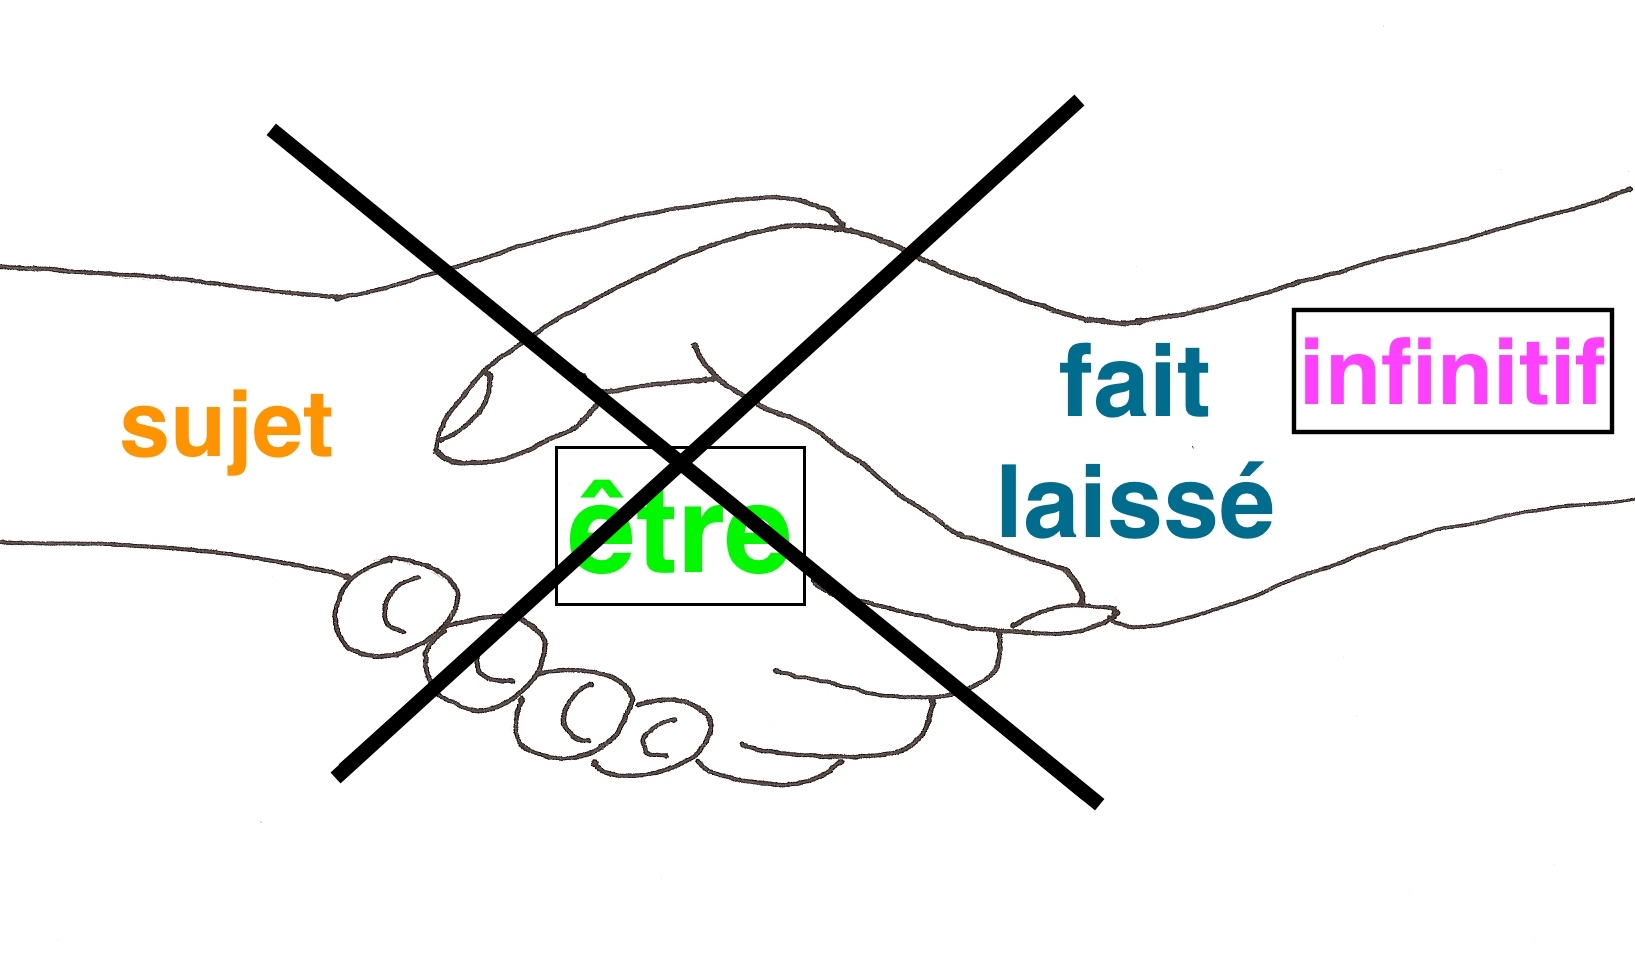 sujet
être
fait
laissé
infinitif